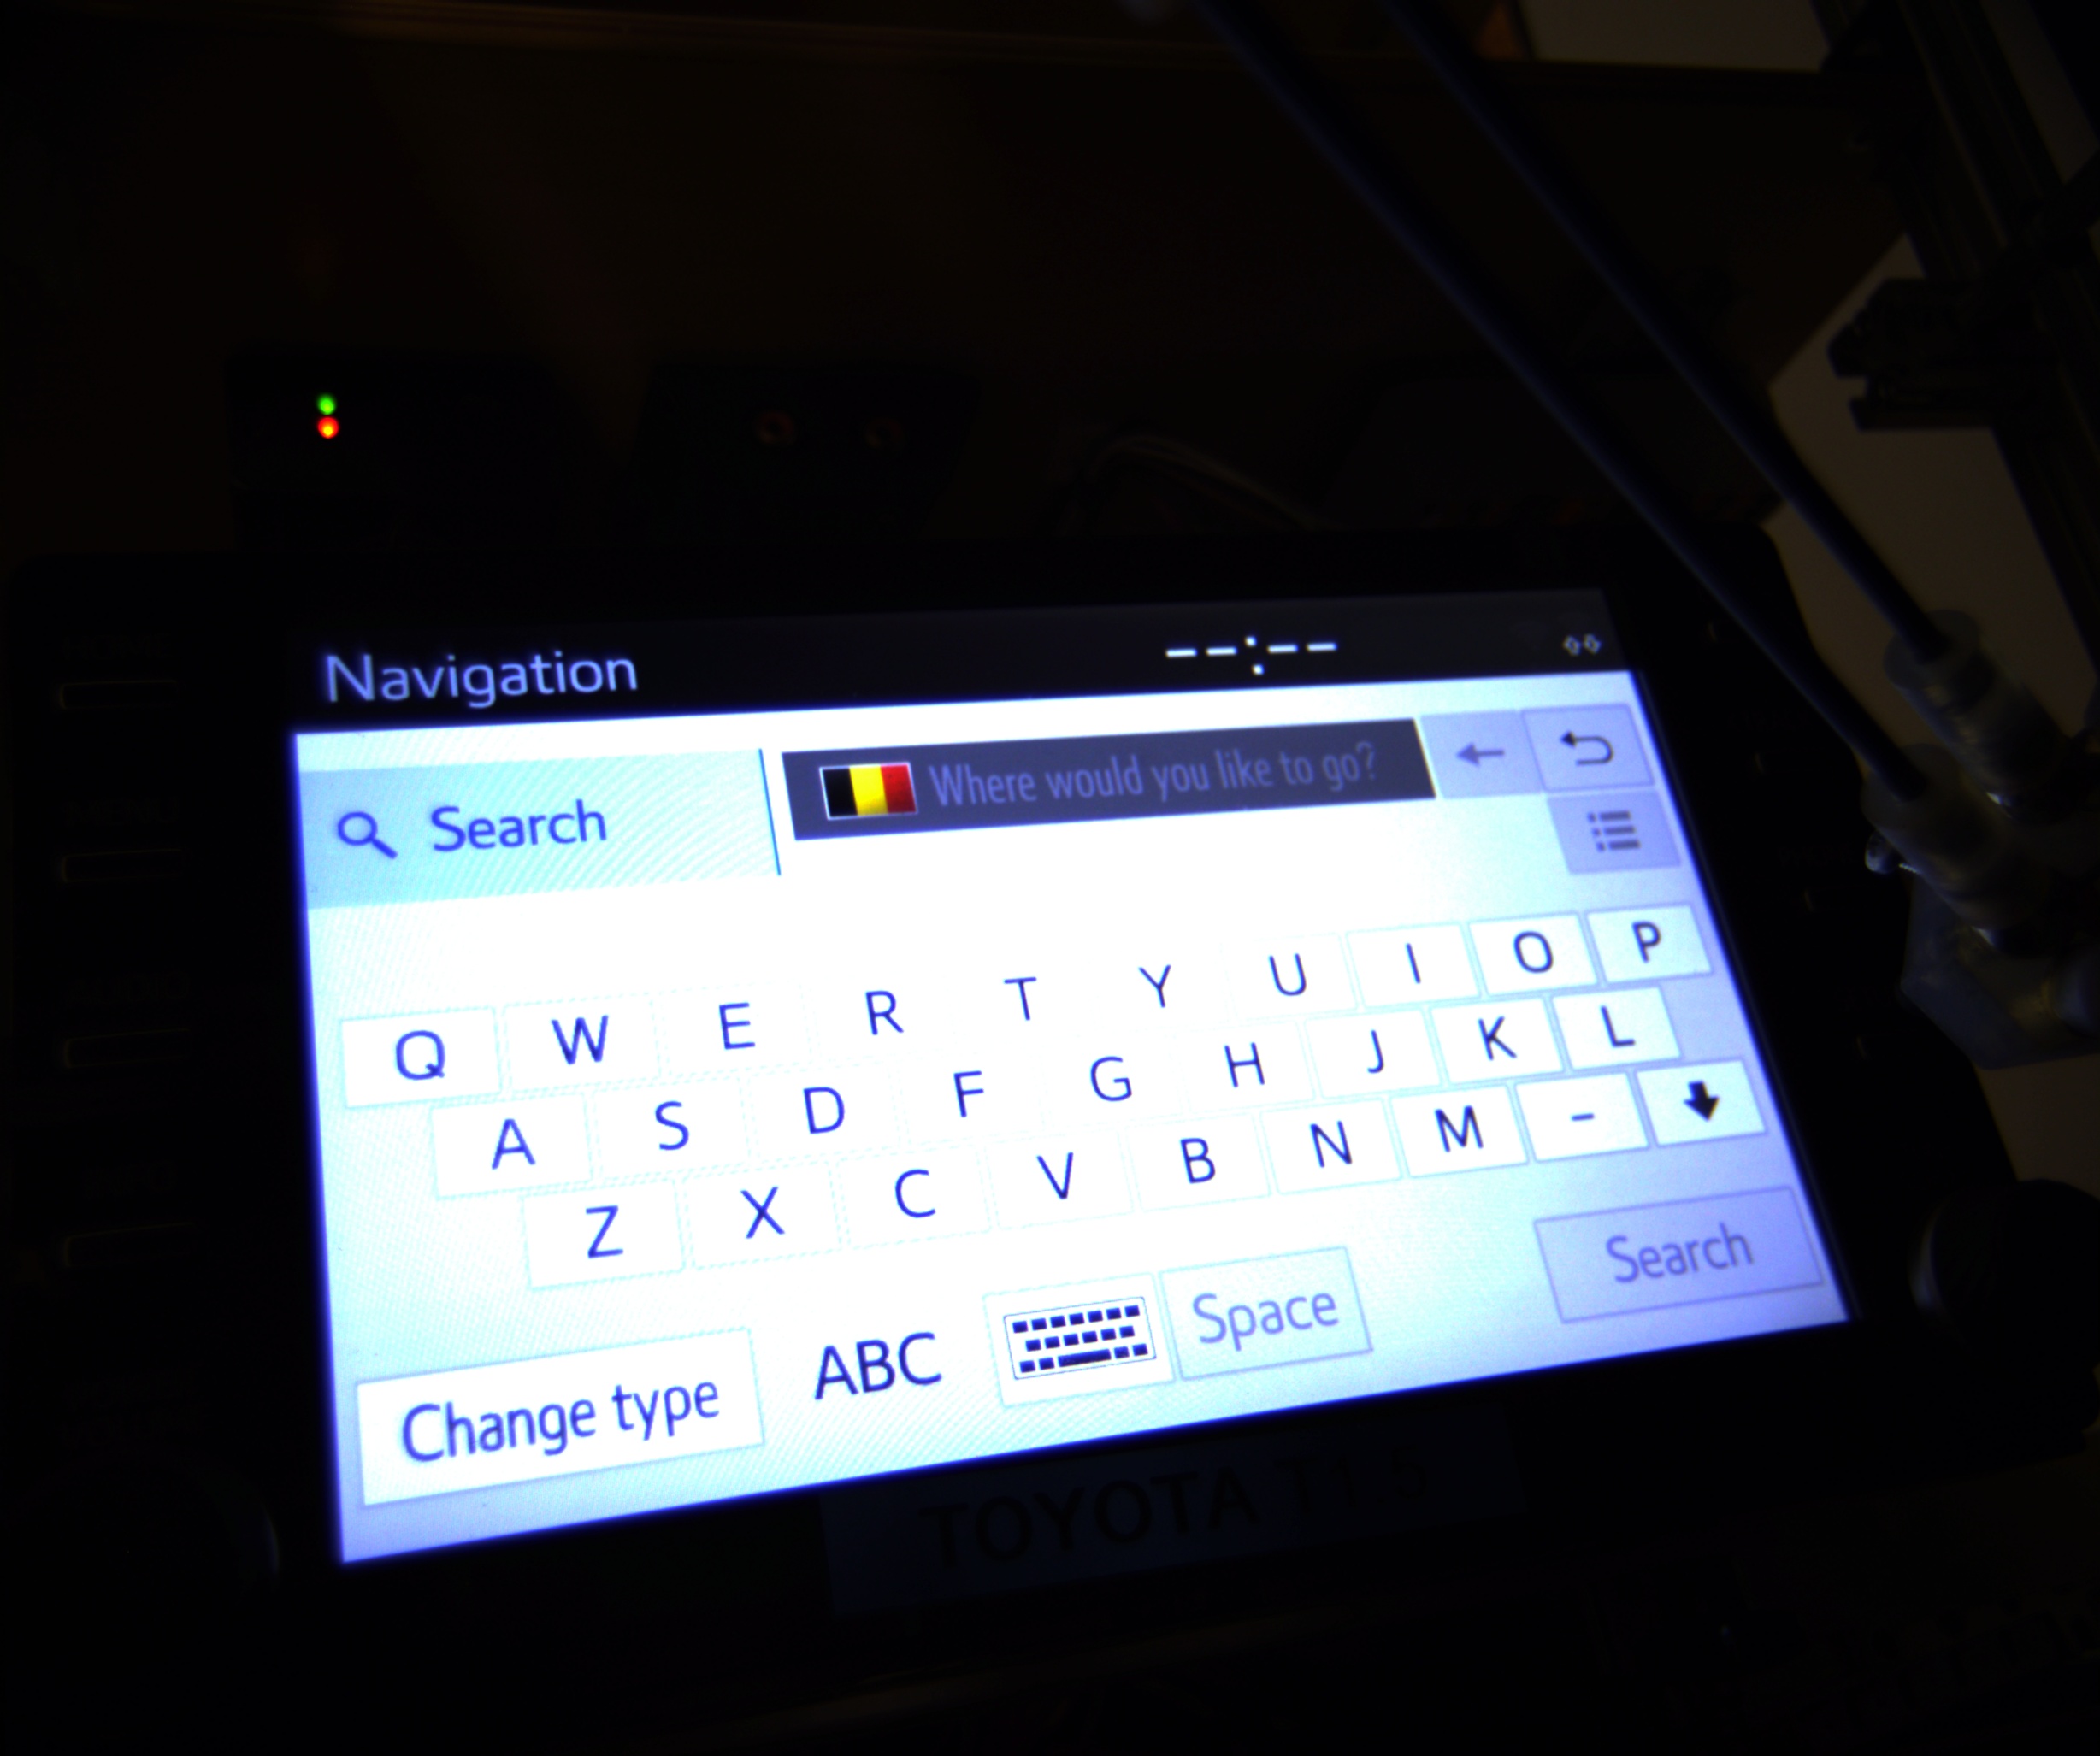 Navigation --:--
Search
Where would you like to go?
Q W E R T Y U I O P
A S D F G H J K L
Z X C V B N M -
Search
Change type ABC Space
TOYOTA